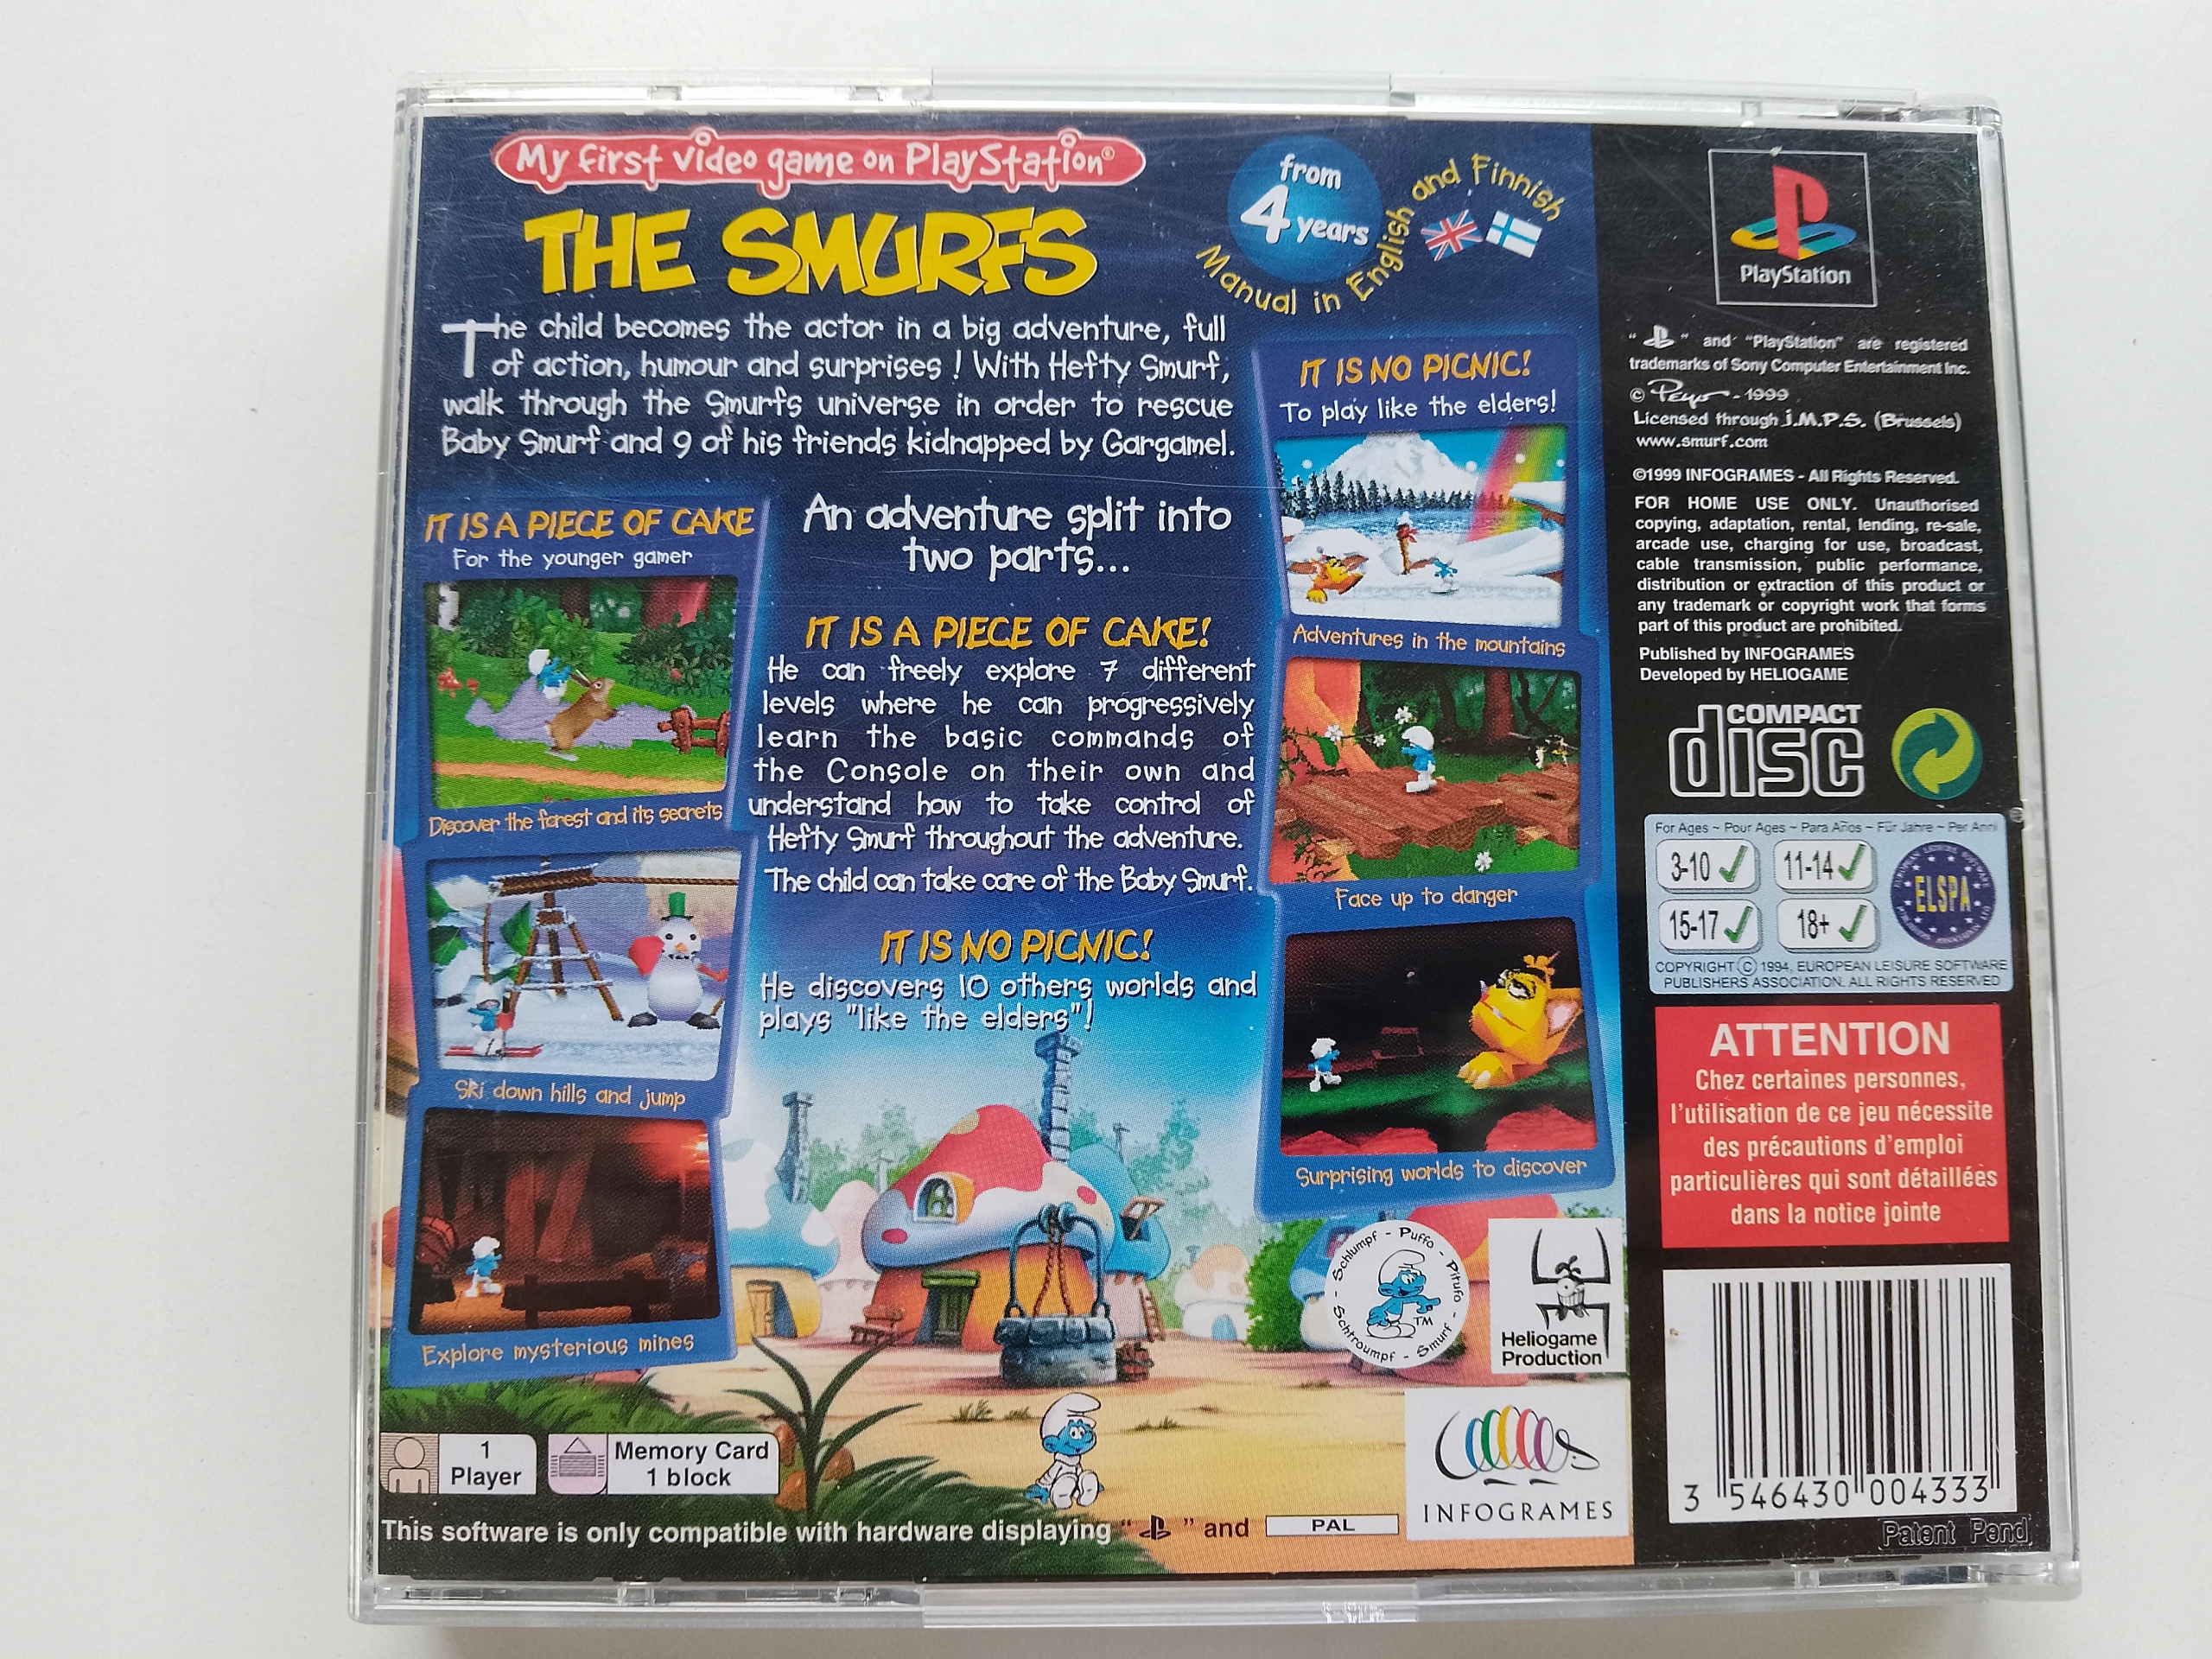 My first video game on PlayStation®
THE SMURFS
from
4 years
Manual in English and Finnish
The child becomes the actor in a big adventure, full
of action, humour and surprises ! With Hefty Smurf,
walk through the Smurfs universe in order to rescue
Baby Smurf and 9 of his friends kidnapped by Gargamel.
IT IS A PIECE OF CAKE
For the younger gamer
Discover the forest and its secrets
Ski down hills and jump
Explore mysterious mines
An adventure split into
two parts...
IT IS A PIECE OF CAKE!
He can freely explore 7 different
levels where he can progressively
learn the basic commands of
the Console on their own and
understand how to take control of
Hefty Smurf throughout the adventure.
The child can take care of the Baby Smurf.
IT IS NO PICNIC!
He discovers 10 others worlds and
plays "like the elders"!
IT IS NO PICNIC!
To play like the elders!
Adventures in the mountains
Face up to danger
Surprising worlds to discover
Schlumpf - Puffo - Pitufo - Smurf - Schtroumpf -
TM
Heliogame
Production
INFOGRAMES
1
Player
Memory Card
1 block
This software is only compatible with hardware displaying " " and PAL
PlayStation
" " and "PlayStation" are registered
trademarks of Sony Computer Entertainment Inc.
© Peyo - 1999
Licensed through I.M.P.S. (Brussels)
www.smurf.com
©1999 INFOGRAMES - All Rights Reserved.
FOR HOME USE ONLY. Unauthorised
copying, adaptation, rental, lending, re-sale,
arcade use, charging for use, broadcast,
cable transmission, public performance,
distribution or extraction of this product or
any trademark or copyright work that forms
part of this product are prohibited.
Published by INFOGRAMES
Developed by HELIOGAME
COMPACT
disc
For Ages ~ Pour Ages ~ Para Años ~ Für Jahre ~ Per Anni
3-10 11-14
15-17 18+
ELSPA
COPYRIGHT © 1994, EUROPEAN LEISURE SOFTWARE
PUBLISHERS ASSOCIATION. ALL RIGHTS RESERVED
ATTENTION
Chez certaines personnes,
l'utilisation de ce jeu nécessite
des précautions d'emploi
particulières qui sont détaillées
dans la notice jointe
3 546430 004333
Patent Pend